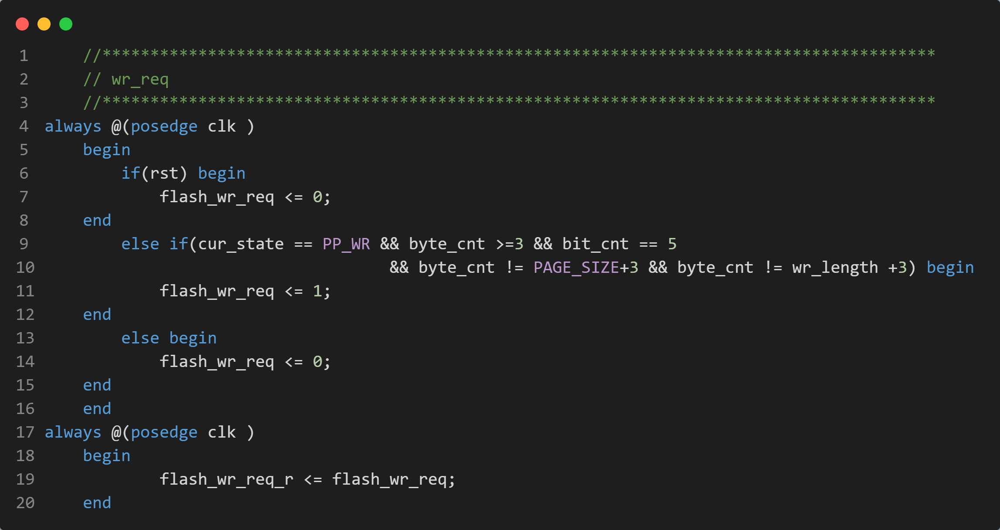 1 //***************************************************************************************
2 // wr_req
3 //***************************************************************************************
4 always @(posedge clk )
5 begin
6 if(rst) begin
7 flash_wr_req <= 0;
8 end
9 else if(cur_state == PP_WR && byte_cnt >=3 && bit_cnt == 5
10 && byte_cnt != PAGE_SIZE+3 && byte_cnt != wr_length +3) begin
11 flash_wr_req <= 1;
12 end
13 else begin
14 flash_wr_req <= 0;
15 end
16 end
17 always @(posedge clk )
18 begin
19 flash_wr_req_r <= flash_wr_req;
20 end